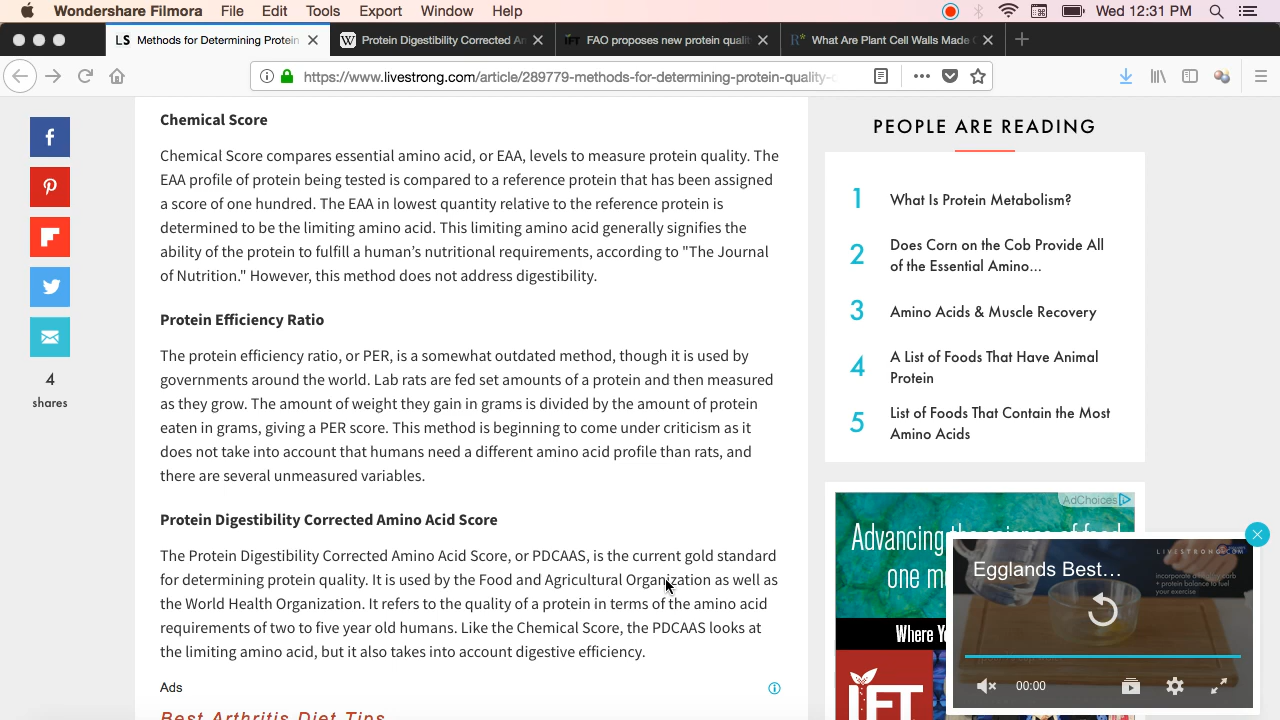 Wondershare Filmora File Edit Tools Export Window Help Wed 12:31 PM
LS Methods for Determining Protein
W Protein Digestibility Corrected An
IFT FAO proposes new protein quali
R* What Are Plant Cell Walls Made
https://www.livestrong.com/article/289779-methods-for-determining-protein-quality-
Chemical Score
Chemical Score compares essential amino acid, or EAA, levels to measure protein quality. The
EAA profile of protein being tested is compared to a reference protein that has been assigned
a score of one hundred. The EAA in lowest quantity relative to the reference protein is
determined to be the limiting amino acid. This limiting amino acid generally signifies the
ability of the protein to fulfill a human’s nutritional requirements, according to "The Journal
of Nutrition." However, this method does not address digestibility.
Protein Efficiency Ratio
The protein efficiency ratio, or PER, is a somewhat outdated method, though it is used by
governments around the world. Lab rats are fed set amounts of a protein and then measured
as they grow. The amount of weight they gain in grams is divided by the amount of protein
eaten in grams, giving a PER score. This method is beginning to come under criticism as it
does not take into account that humans need a different amino acid profile than rats, and
there are several unmeasured variables.
Protein Digestibility Corrected Amino Acid Score
The Protein Digestibility Corrected Amino Acid Score, or PDCAAS, is the current gold standard
for determining protein quality. It is used by the Food and Agricultural Organization as well as
the World Health Organization. It refers to the quality of a protein in terms of the amino acid
requirements of two to five year old humans. Like the Chemical Score, the PDCAAS looks at
the limiting amino acid, but it also takes into account digestive efficiency.
Ads
Best Arthritis Diet Tips
4
shares
PEOPLE ARE READING
1 What Is Protein Metabolism?
2 Does Corn on the Cob Provide All
of the Essential Amino...
3 Amino Acids & Muscle Recovery
4 A List of Foods That Have Animal
Protein
5 List of Foods That Contain the Most
Amino Acids
AdChoices
Advancing the science of food
one
Where
IFT
LIVESTRONG.COM
Egglands Best...
+ protein balance to fuel
your exercise
00:00